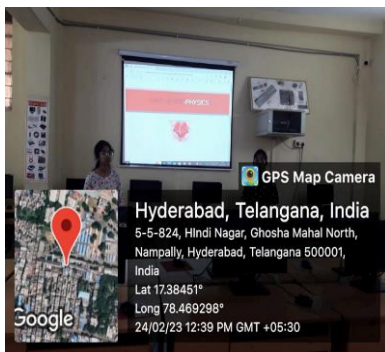 PHYSICS
GPS Map Camera
Hyderabad, Telangana, India
5-5-824, HIndi Nagar, Ghosha Mahal North,
Nampally, Hyderabad, Telangana 500001,
India
Lat 17.38451°
Long 78.469298°
24/02/23 12:39 PM GMT +05:30
Google